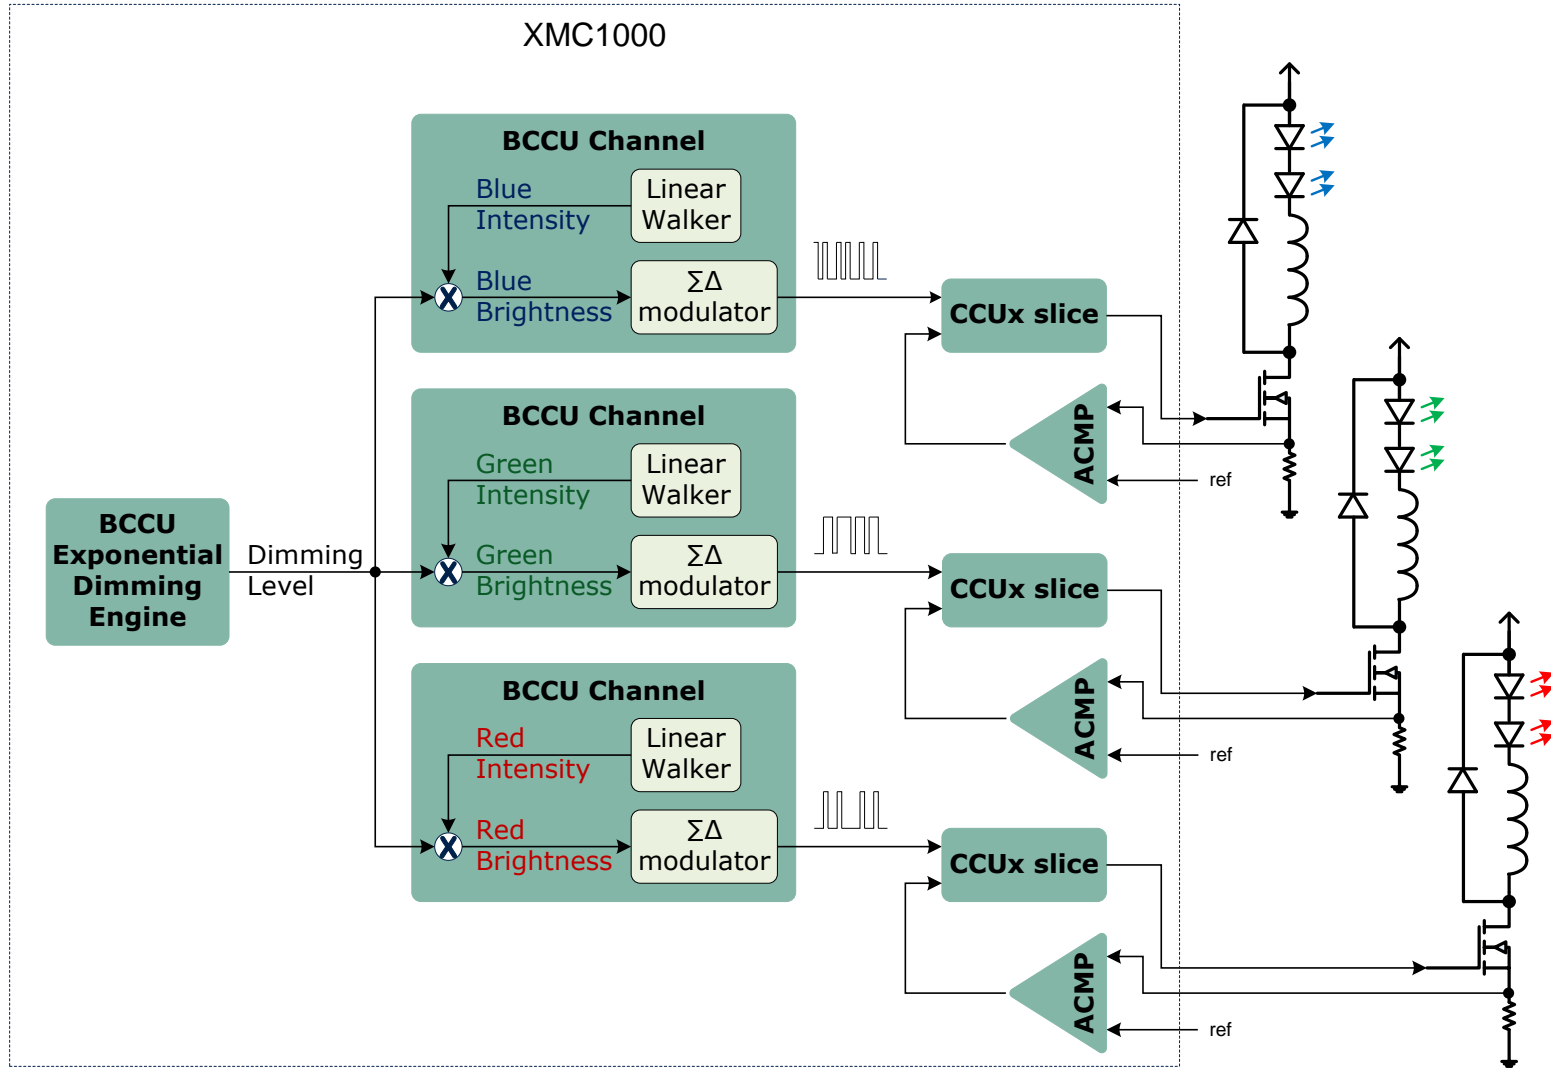 XMC1000
BCCU Channel
Blue
Intensity
Linear
Walker
Blue
Brightness
ΣΔ
modulator
X
CCUx slice
ACMP
ref
BCCU Channel
Green
Intensity
Linear
Walker
Green
Brightness
ΣΔ
modulator
X
CCUx slice
ACMP
ref
BCCU
Exponential
Dimming
Engine
Dimming
Level
BCCU Channel
Red
Intensity
Linear
Walker
Red
Brightness
ΣΔ
modulator
X
CCUx slice
ACMP
ref